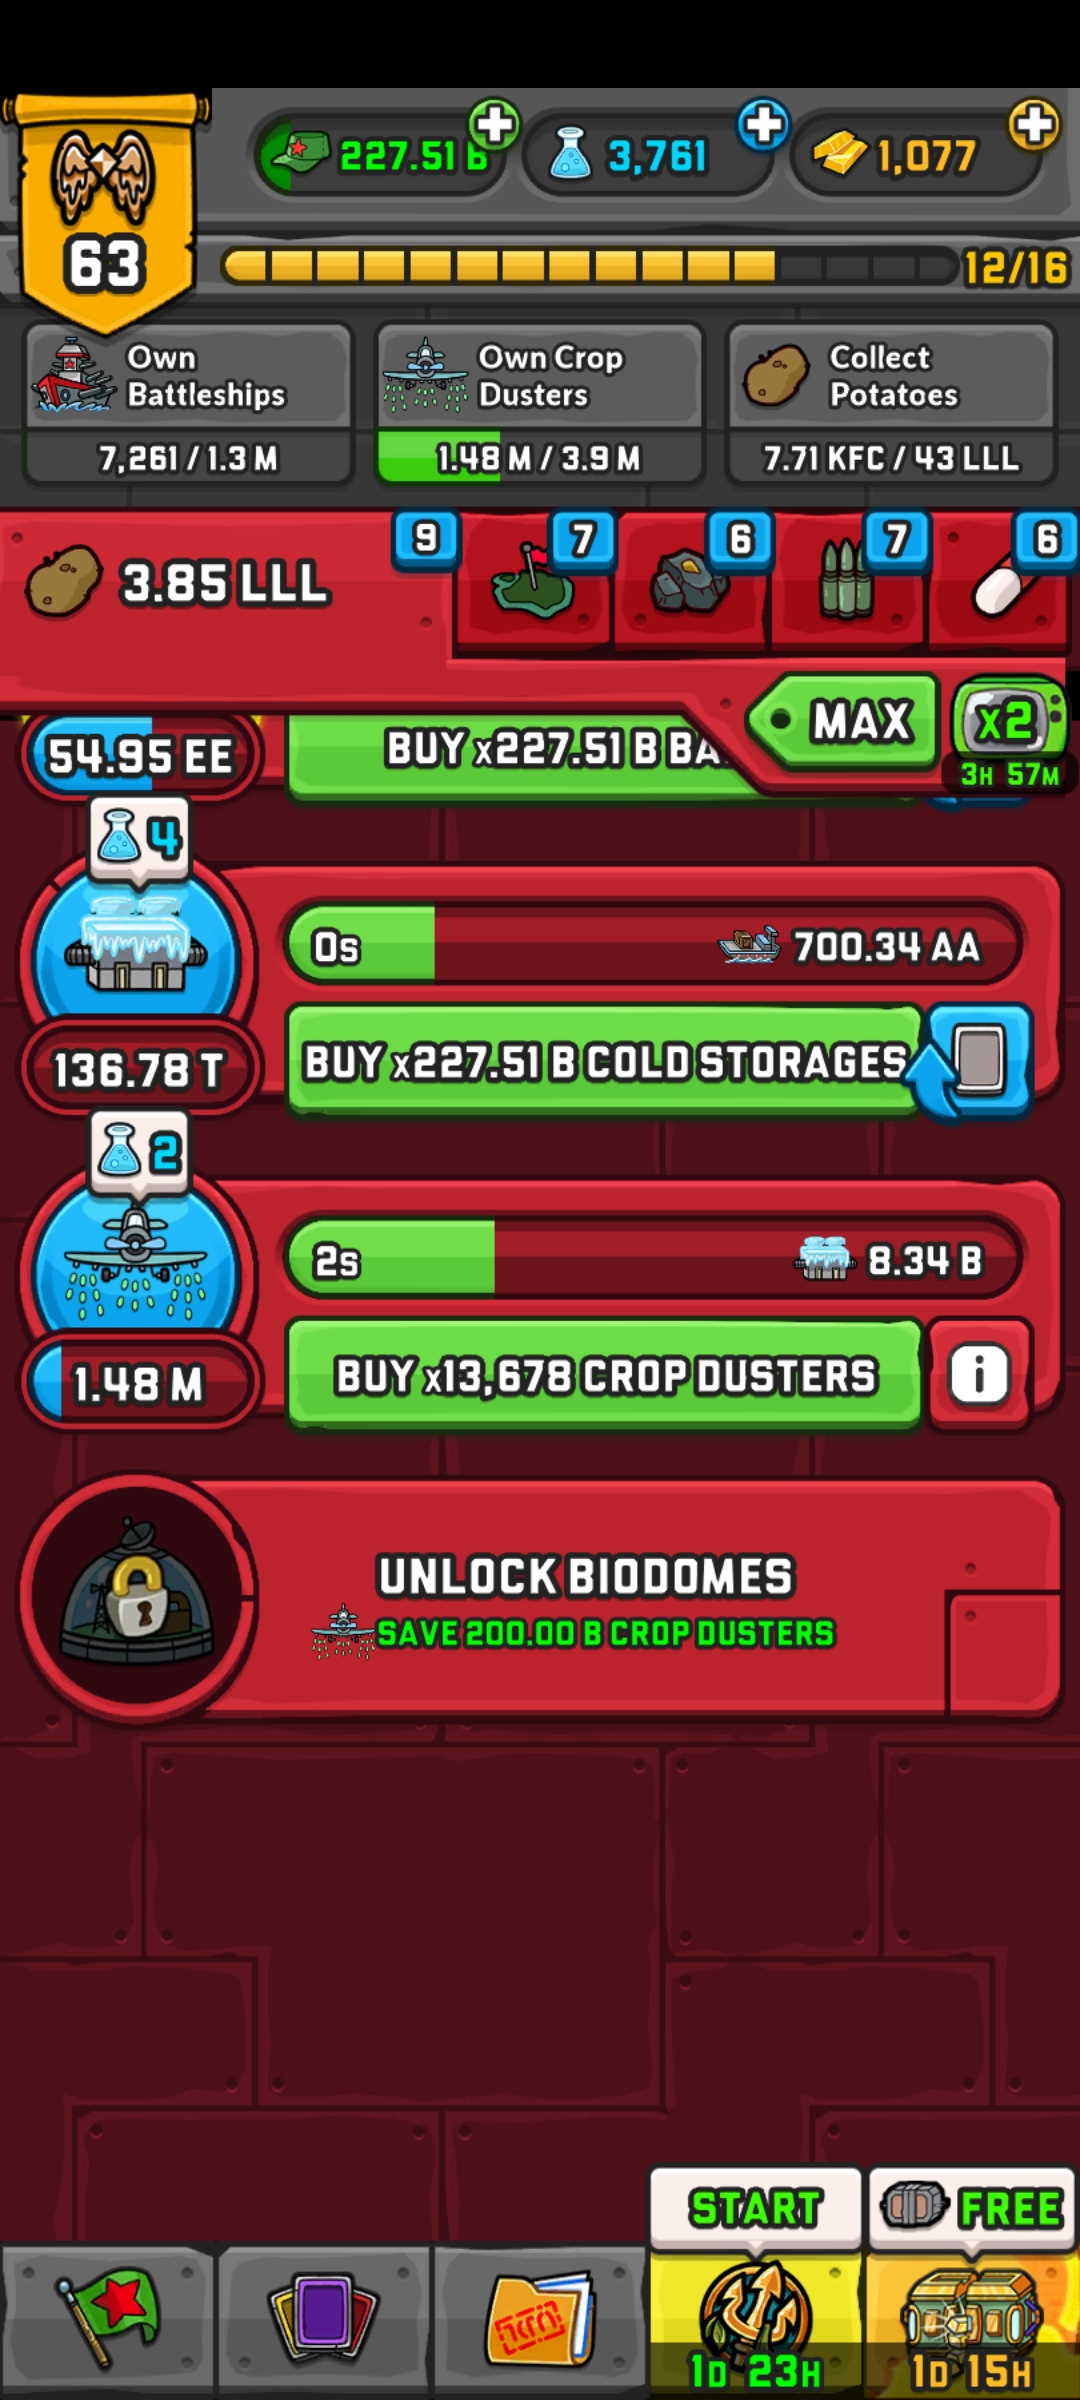 227.51 B
3,761
1,077
63
12/16
Own
Battleships
7,261 / 1.3 M
Own Crop
Dusters
1.48 M / 3.9 M
Collect
Potatoes
7.71 KFC / 43 LLL
3.85 LLL
9
7
6
7
6
MAX
x2
3H 57M
54.95 EE
BUY x227.51 B BA
4
0s
700.34 AA
136.78 T
BUY x227.51 B COLD STORAGES
2
2s
8.34 B
1.48 M
BUY x13,678 CROP DUSTERS
i
UNLOCK BIODOMES
SAVE 200.00 B CROP DUSTERS
START
FREE
1D 23H
1D 15H